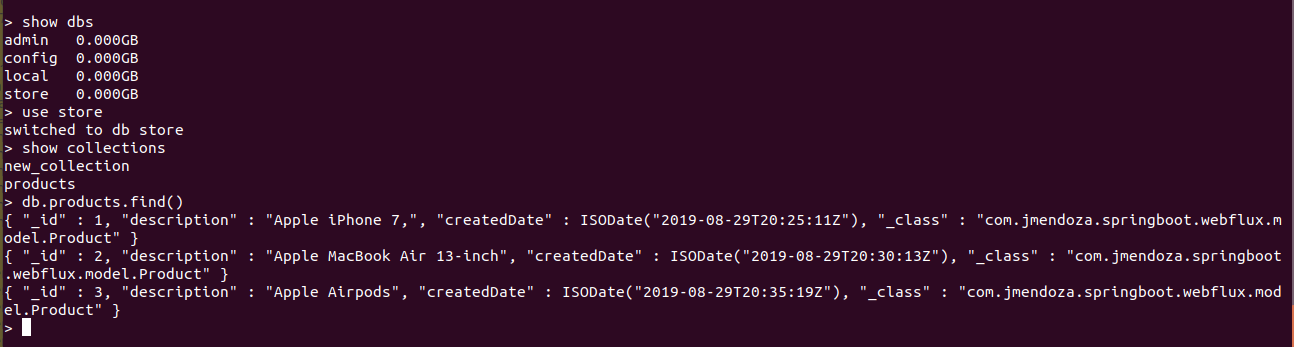 > show dbs
admin   0.000GB
config  0.000GB
local   0.000GB
store   0.000GB
> use store
switched to db store
> show collections
new_collection
products
> db.products.find()
{ "_id" : 1, "description" : "Apple iPhone 7,", "createdDate" : ISODate("2019-08-29T20:25:11Z"), "_class" : "com.jmendoza.springboot.webflux.m
odel.Product" }
{ "_id" : 2, "description" : "Apple MacBook Air 13-inch", "createdDate" : ISODate("2019-08-29T20:30:13Z"), "_class" : "com.jmendoza.springboot
.webflux.model.Product" }
{ "_id" : 3, "description" : "Apple Airpods", "createdDate" : ISODate("2019-08-29T20:35:19Z"), "_class" : "com.jmendoza.springboot.webflux.mod
el.Product" }
>